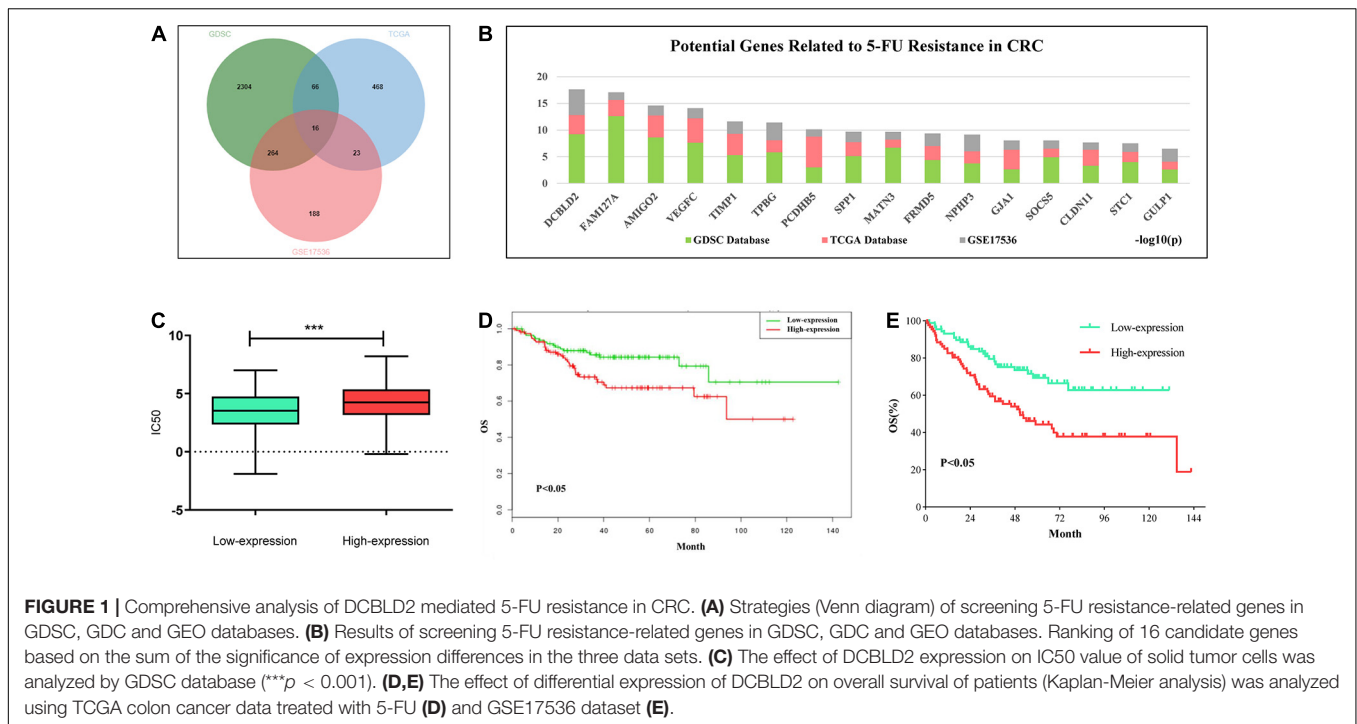 A
GDSC
TCGA
2304
66
468
16
264
23
188
GSE17536
B
Potential Genes Related to 5-FU Resistance in CRC
20
15
10
5
0
DCBLD2
FAM127A
AMIGO2
VEGFC
TIMP1
TPBG
PCDHB5
SPP1
MATN3
FRMD5
NPHP3
GJA1
SOCS5
CLDN11
STC1
GULP1
GDSC Database
TCGA Database
GSE17536
-log10(p)
C
***
IC50
10
5
0
-5
Low-expression
High-expression
D
Low-expression
High-expression
OS
1.0
0.8
0.6
0.4
0.2
0.0
P<0.05
0 20 40 60 80 100 120 140
Month
E
Low-expression
High-expression
OS(%)
100
80
60
40
20
0
P<0.05
0 24 48 72 96 120 144
Month
FIGURE 1 | Comprehensive analysis of DCBLD2 mediated 5-FU resistance in CRC. (A) Strategies (Venn diagram) of screening 5-FU resistance-related genes in
GDSC, GDC and GEO databases. (B) Results of screening 5-FU resistance-related genes in GDSC, GDC and GEO databases. Ranking of 16 candidate genes
based on the sum of the significance of expression differences in the three data sets. (C) The effect of DCBLD2 expression on IC50 value of solid tumor cells was
analyzed by GDSC database (***p < 0.001). (D,E) The effect of differential expression of DCBLD2 on overall survival of patients (Kaplan-Meier analysis) was analyzed
using TCGA colon cancer data treated with 5-FU (D) and GSE17536 dataset (E).